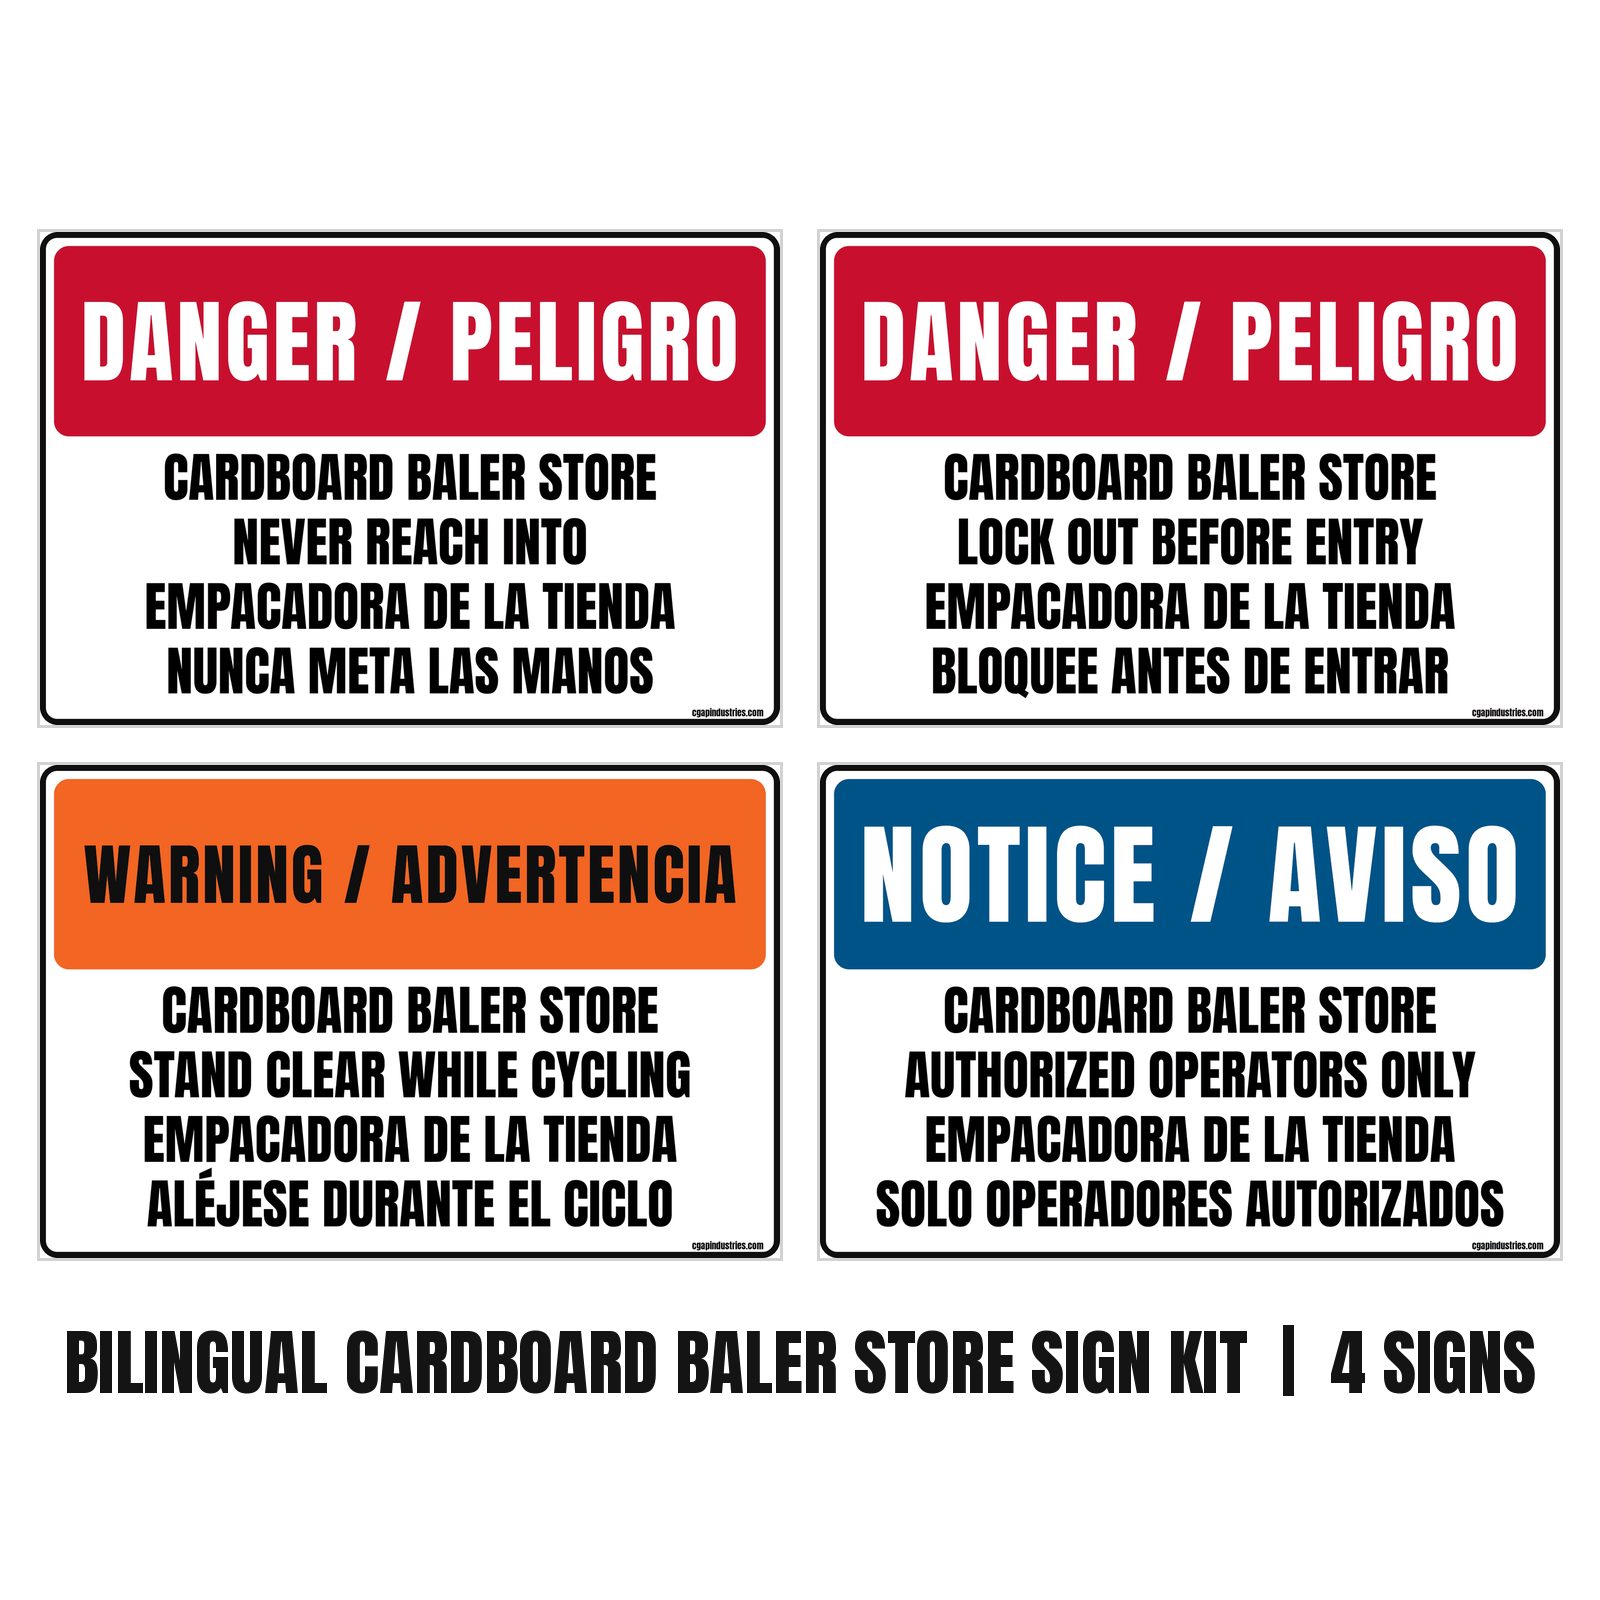 DANGER / PELIGRO
CARDBOARD BALER STORE
NEVER REACH INTO
EMPACADORA DE LA TIENDA
NUNCA META LAS MANOS
cgapindustries.com
DANGER / PELIGRO
CARDBOARD BALER STORE
LOCK OUT BEFORE ENTRY
EMPACADORA DE LA TIENDA
BLOQUEE ANTES DE ENTRAR
cgapindustries.com
WARNING / ADVERTENCIA
CARDBOARD BALER STORE
STAND CLEAR WHILE CYCLING
EMPACADORA DE LA TIENDA
ALÉJESE DURANTE EL CICLO
cgapindustries.com
NOTICE / AVISO
CARDBOARD BALER STORE
AUTHORIZED OPERATORS ONLY
EMPACADORA DE LA TIENDA
SOLO OPERADORES AUTORIZADOS
cgapindustries.com
BILINGUAL CARDBOARD BALER STORE SIGN KIT | 4 SIGNS